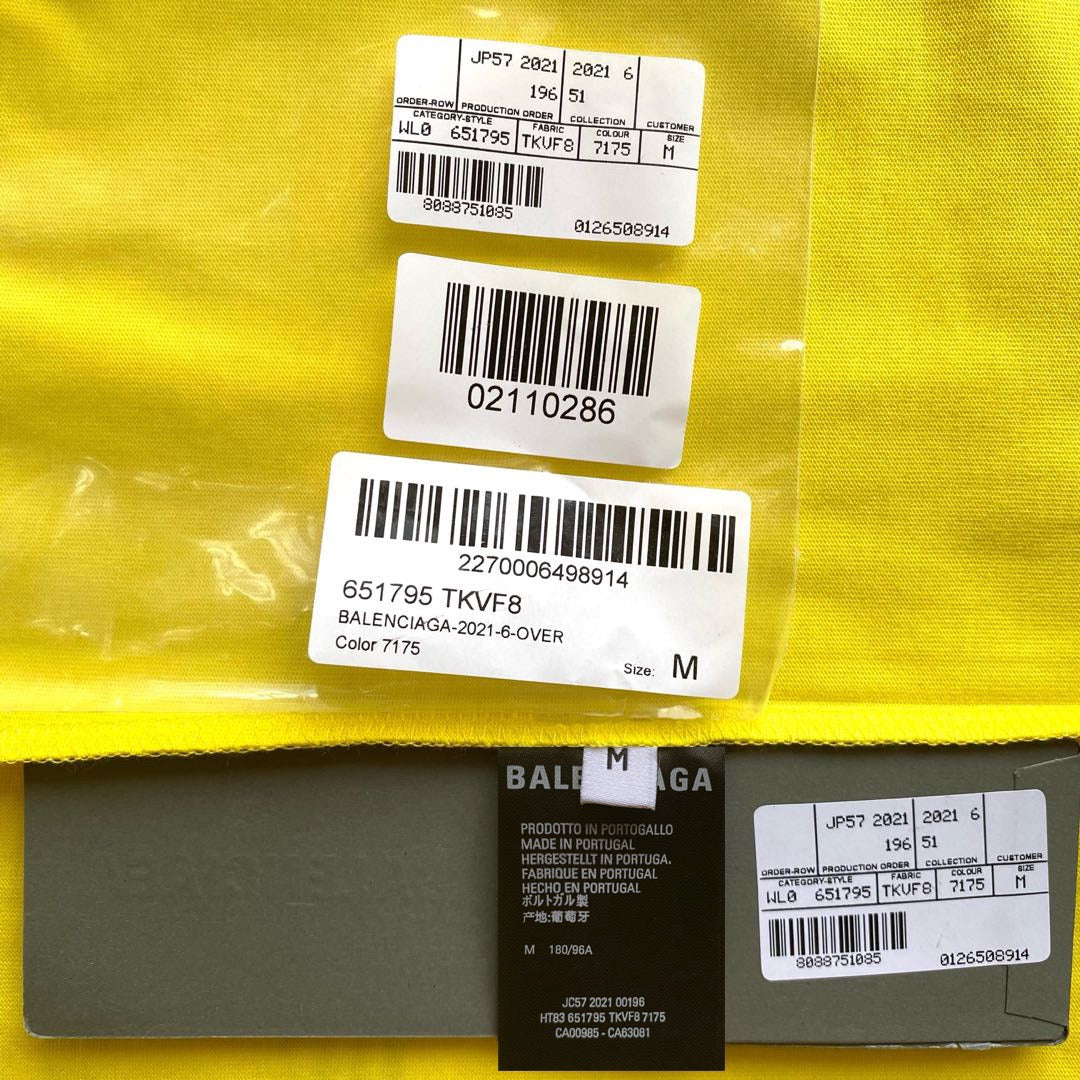 JP57 2021 2021 6
196 51
ORDER-ROW PRODUCTION ORDER COLLECTION CUSTOMER
CATEGORY-STYLE FABRIC COLOUR SIZE
WL0 651795 TKVF8 7175 M
8088751085
0126508914
02110286
2270006498914
651795 TKVF8
BALENCIAGA-2021-6-OVER
Color 7175
Size: M
M
BALE AGA
PRODOTTO IN PORTOGALLO
MADE IN PORTUGAL
HERGESTELLT IN PORTUGA.
FABRIQUE EN PORTUGAL
HECHO EN PORTUGAL
ポルトガル製
产地:葡萄牙
M 180/96A
JC57 2021 00196
HT83 651795 TKVF8 7175
CA00985 - CA63081
JP57 2021 2021 6
196 51
ORDER-ROW PRODUCTION ORDER COLLECTION CUSTOMER
CATEGORY-STYLE FABRIC COLOUR SIZE
WL0 651795 TKVF8 7175 M
8088751085
0126508914